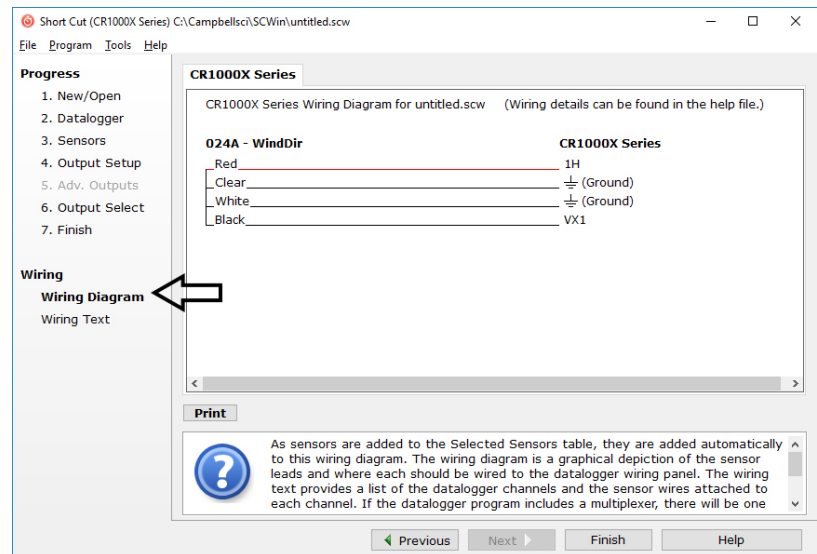 Short Cut (CR1000X Series) C:\Campbellsci\SCWin\untitled.scw
File Program Tools Help
Progress
1. New/Open
2. Datalogger
3. Sensors
4. Output Setup
5. Adv. Outputs
6. Output Select
7. Finish
Wiring
Wiring Diagram
Wiring Text
CR1000X Series
CR1000X Series Wiring Diagram for untitled.scw (Wiring details can be found in the help file.)
024A - WindDir CR1000X Series
Red 1H
Clear ⏚ (Ground)
White ⏚ (Ground)
Black VX1
Print
As sensors are added to the Selected Sensors table, they are added automatically
to this wiring diagram. The wiring diagram is a graphical depiction of the sensor
leads and where each should be wired to the datalogger wiring panel. The wiring
text provides a list of the datalogger channels and the sensor wires attached to
each channel. If the datalogger program includes a multiplexer, there will be one
Previous Next Finish Help